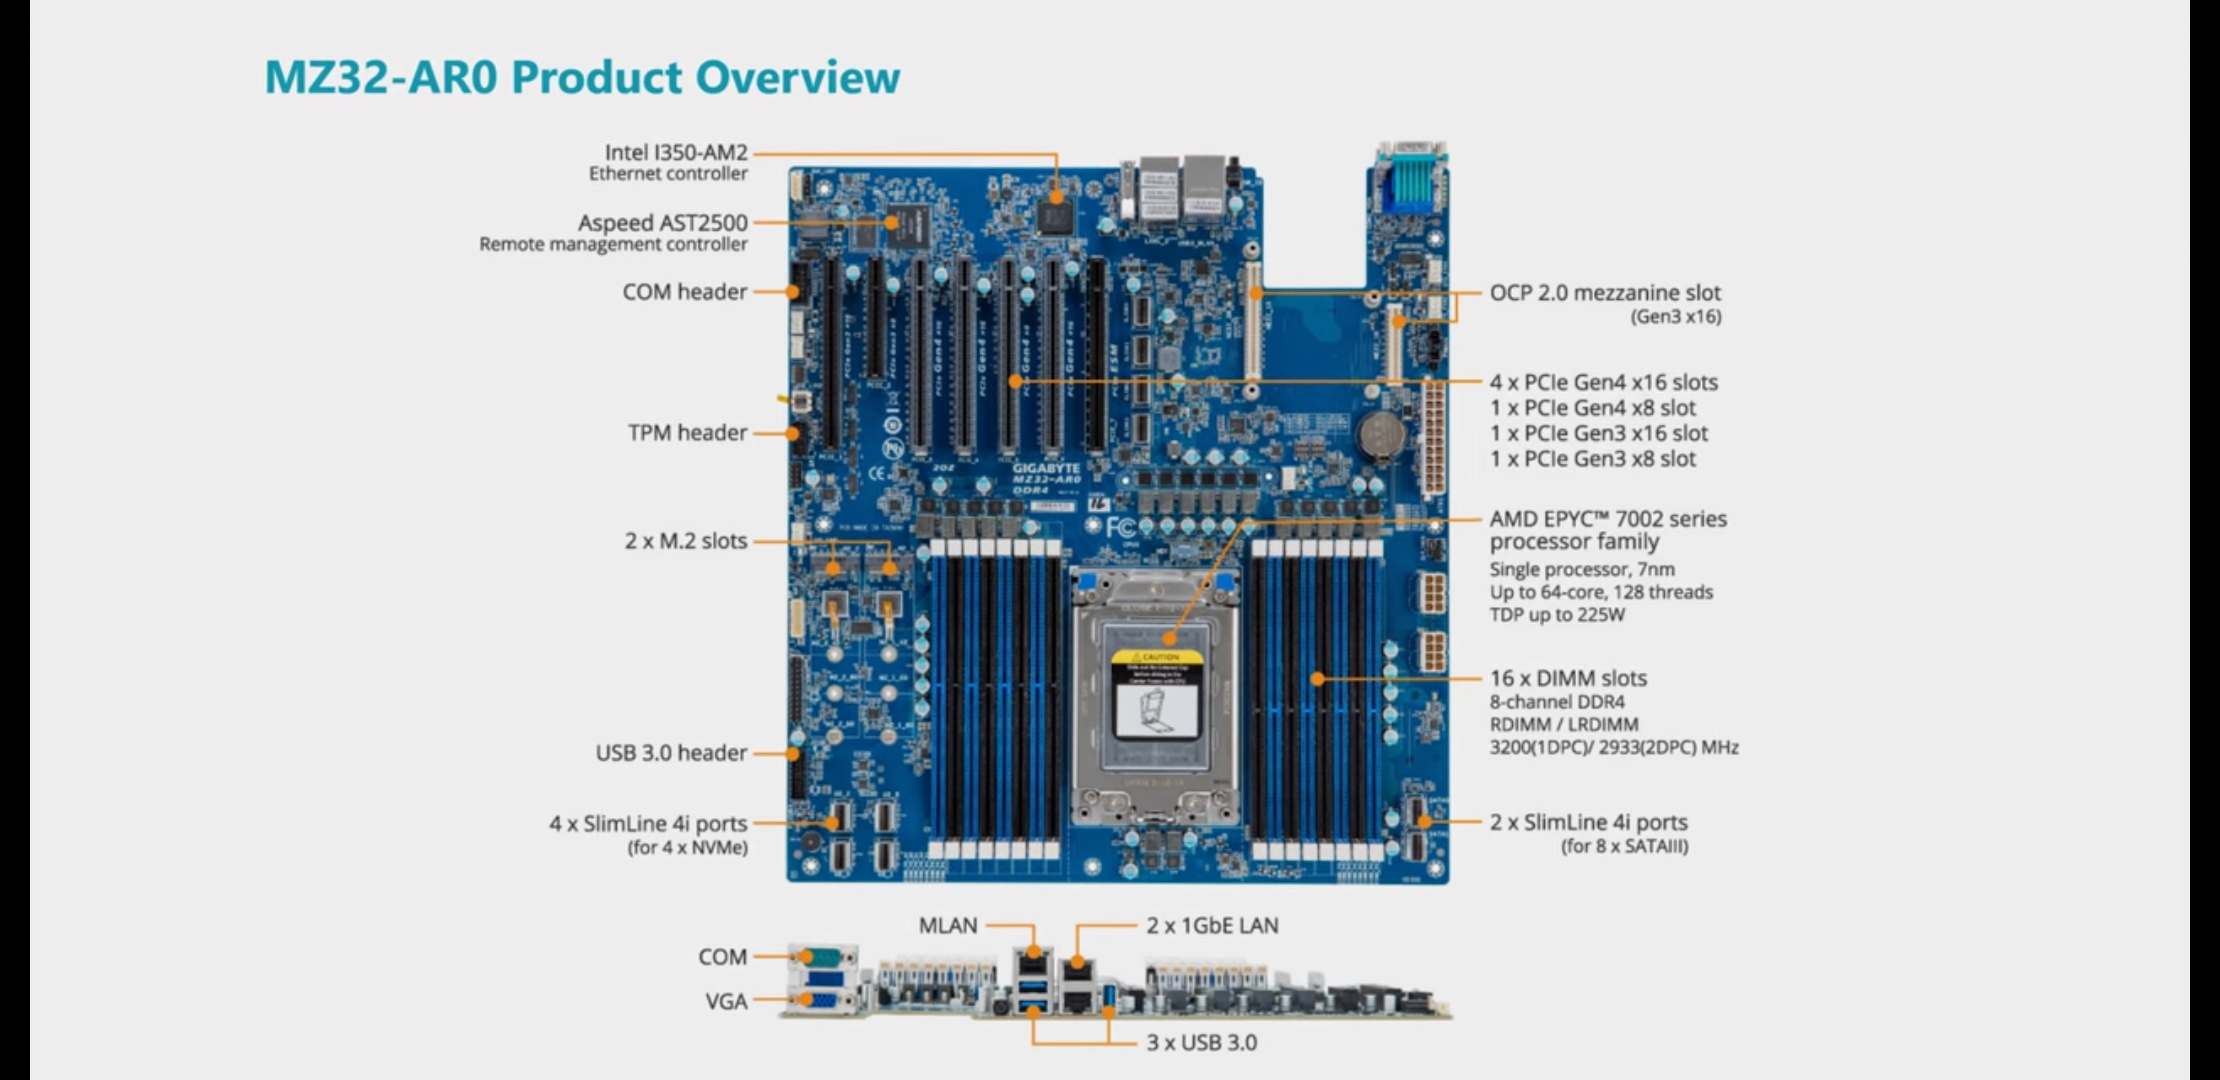 MZ32-AR0 Product Overview
Intel I350-AM2
Ethernet controller
Aspeed AST2500
Remote management controller
COM header
TPM header
2 x M.2 slots
USB 3.0 header
4 x SlimLine 4i ports
(for 4 x NVMe)
OCP 2.0 mezzanine slot
(Gen3 x16)
4 x PCIe Gen4 x16 slots
1 x PCIe Gen4 x8 slot
1 x PCIe Gen3 x16 slot
1 x PCIe Gen3 x8 slot
AMD EPYC™ 7002 series
processor family
Single processor, 7nm
Up to 64-core, 128 threads
TDP up to 225W
16 x DIMM slots
8-channel DDR4
RDIMM / LRDIMM
3200(1DPC)/ 2933(2DPC) MHz
2 x SlimLine 4i ports
(for 8 x SATAIII)
GIGABYTE
MZ32-AR0
DDR4
CE
FC
CAUTION
MLAN
2 x 1GbE LAN
COM
VGA
3 x USB 3.0